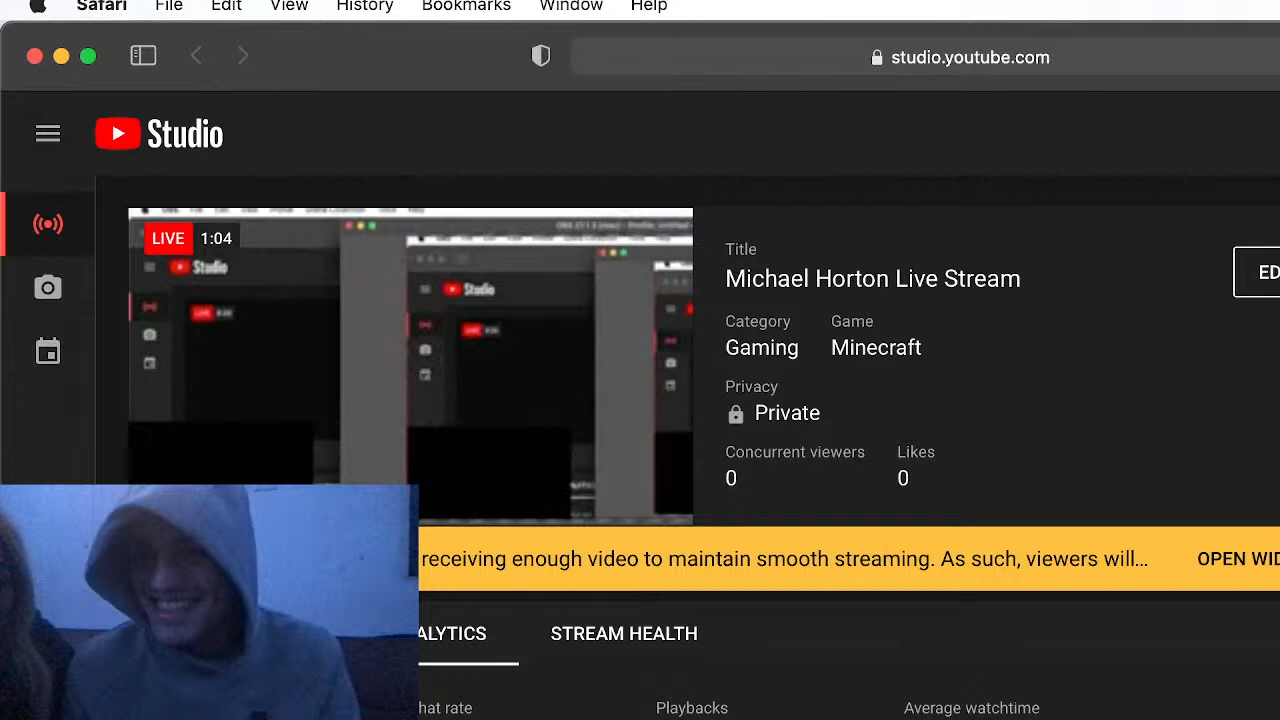 Safari File Edit View History Bookmarks Window Help
studio.youtube.com
Studio
LIVE 1:04
Studio
Studio
LIVE
LIVE
Title
Michael Horton Live Stream
ED
Category Game
Gaming Minecraft
Privacy
Private
Concurrent viewers Likes
0 0
receiving enough video to maintain smooth streaming. As such, viewers will... OPEN WID
ALYTICS STREAM HEALTH
hat rate Playbacks Average watchtime